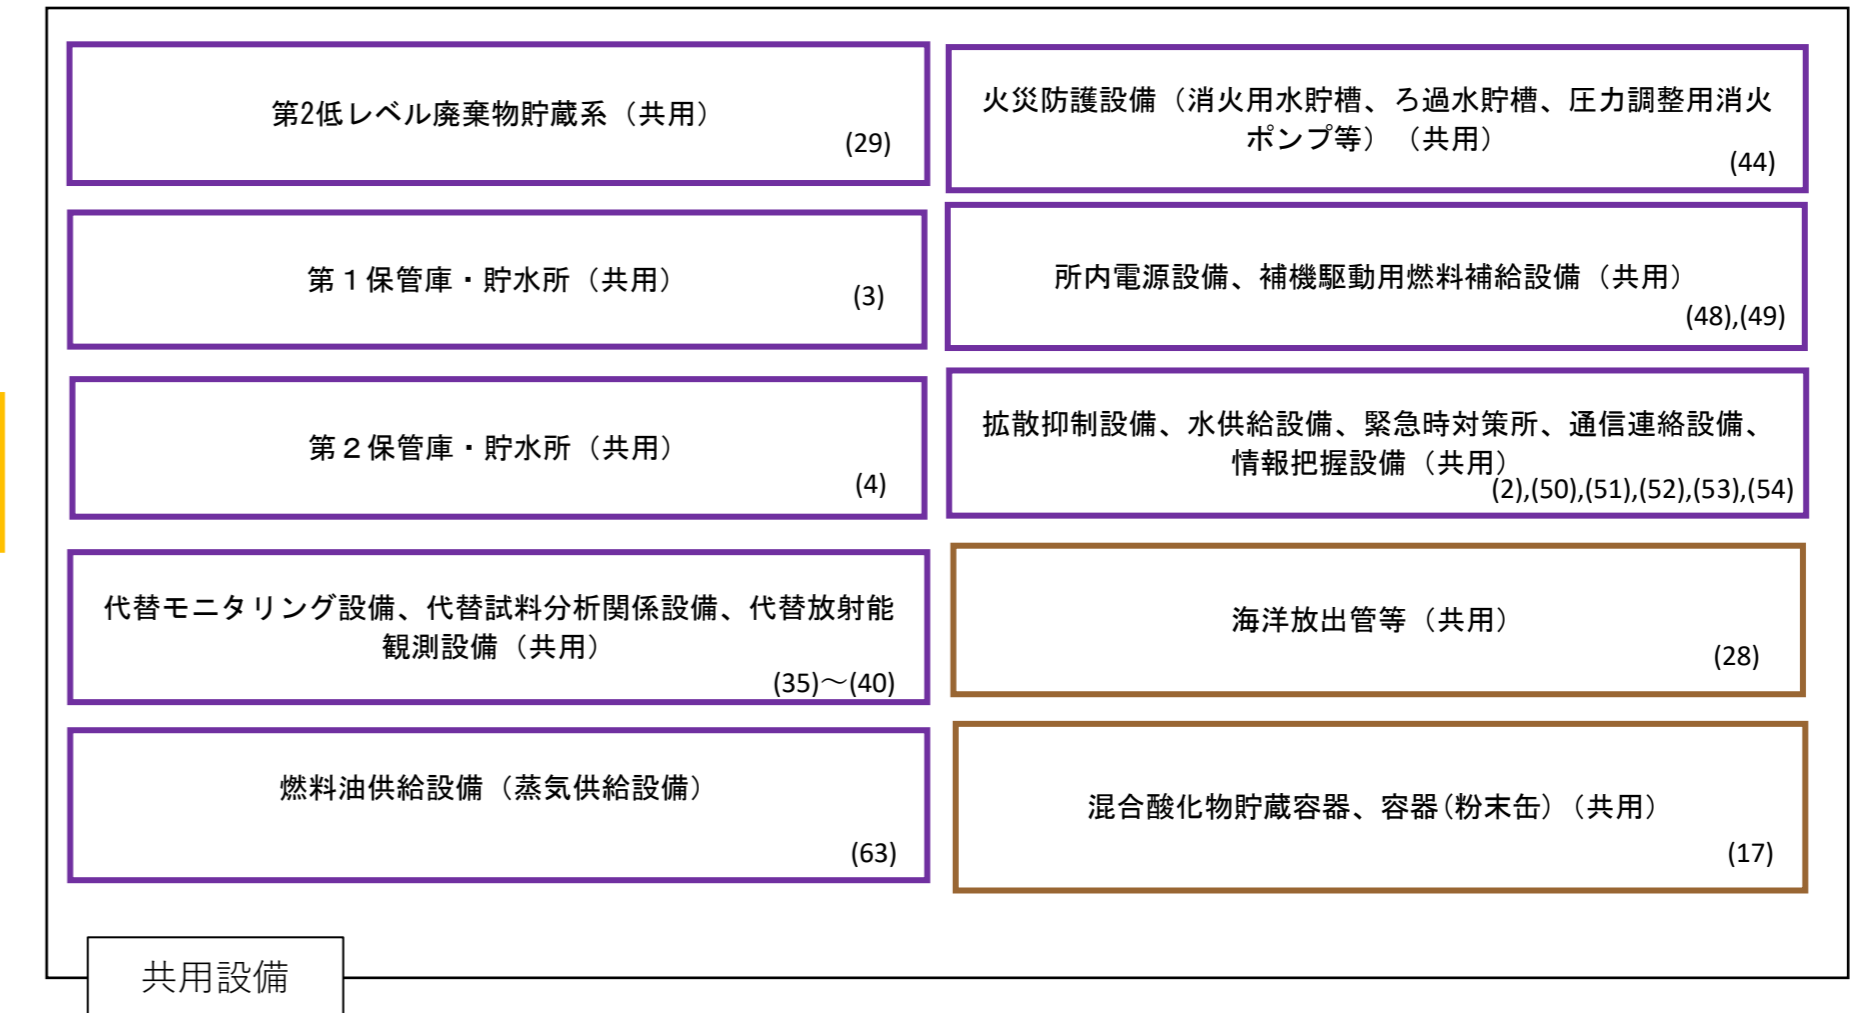 第2低レベル廃棄物貯蔵系（共用）
(29)
第１保管庫・貯水所（共用）
(3)
第２保管庫・貯水所（共用）
(4)
代替モニタリング設備、代替試料分析関係設備、代替放射能
観測設備（共用）
(35)～(40)
燃料油供給設備（蒸気供給設備）
(63)
火災防護設備（消火用水貯槽、ろ過水貯槽、圧力調整用消火
ポンプ等）（共用）
(44)
所内電源設備、補機駆動用燃料補給設備（共用）
(48),(49)
拡散抑制設備、水供給設備、緊急時対策所、通信連絡設備、
情報把握設備（共用）
(2),(50),(51),(52),(53),(54)
海洋放出管等（共用）
(28)
混合酸化物貯蔵容器、容器(粉末缶)（共用）
(17)
共用設備